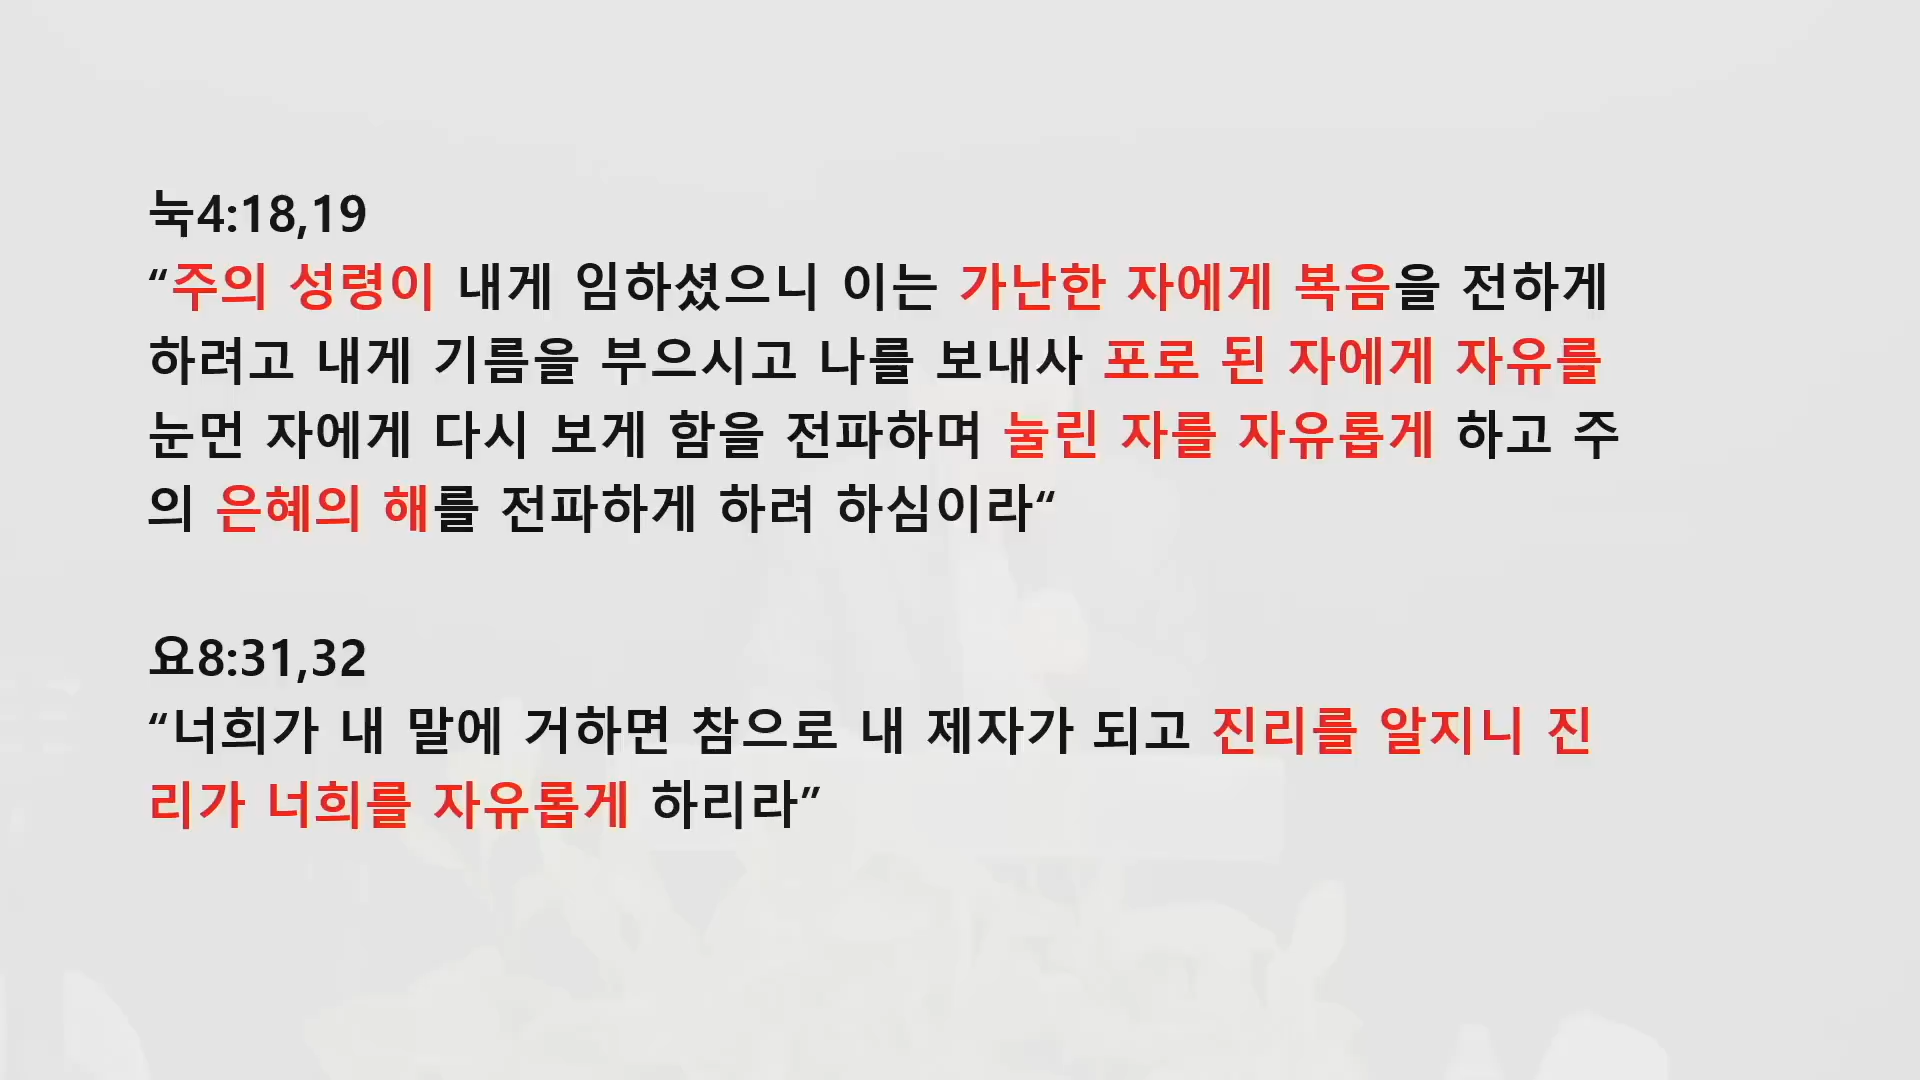 눅4:18,19
“주의 성령이 내게 임하셨으니 이는 가난한 자에게 복음을 전하게
하려고 내게 기름을 부으시고 나를 보내사 포로 된 자에게 자유를
눈먼 자에게 다시 보게 함을 전파하며 눌린 자를 자유롭게 하고 주
의 은혜의 해를 전파하게 하려 하심이라“
요8:31,32
“너희가 내 말에 거하면 참으로 내 제자가 되고 진리를 알지니 진
리가 너희를 자유롭게 하리라”